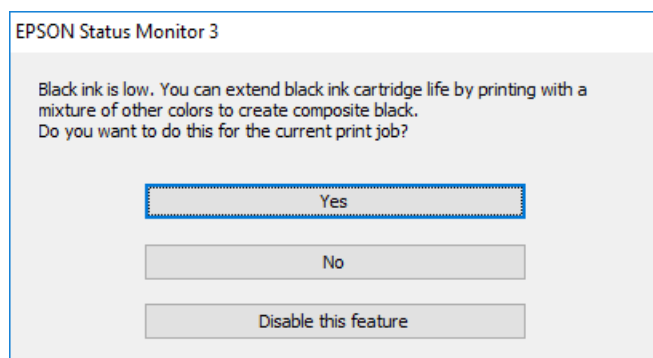 EPSON Status Monitor 3
Black ink is low. You can extend black ink cartridge life by printing with a
mixture of other colors to create composite black.
Do you want to do this for the current print job?
Yes
No
Disable this feature